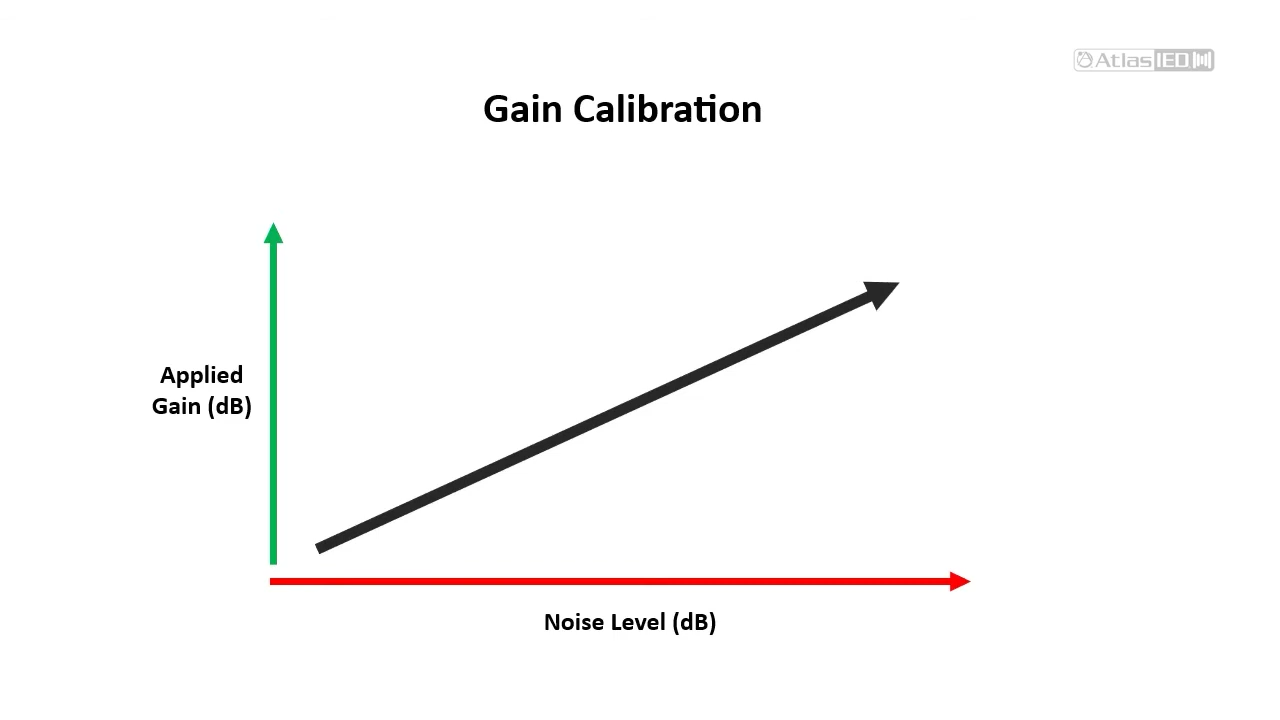 AtlasIED
Gain Calibration
Applied
Gain (dB)
Noise Level (dB)